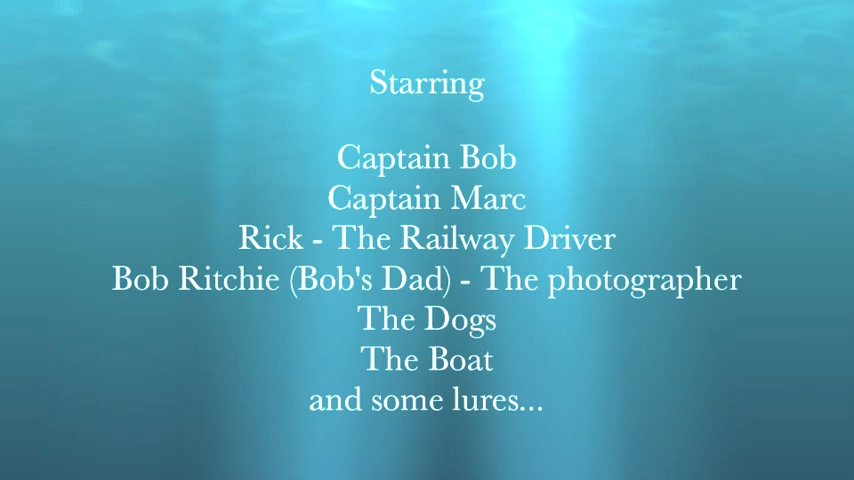 Starring
Captain Bob
Captain Marc
Rick - The Railway Driver
Bob Ritchie (Bob's Dad) - The photographer
The Dogs
The Boat
and some lures...